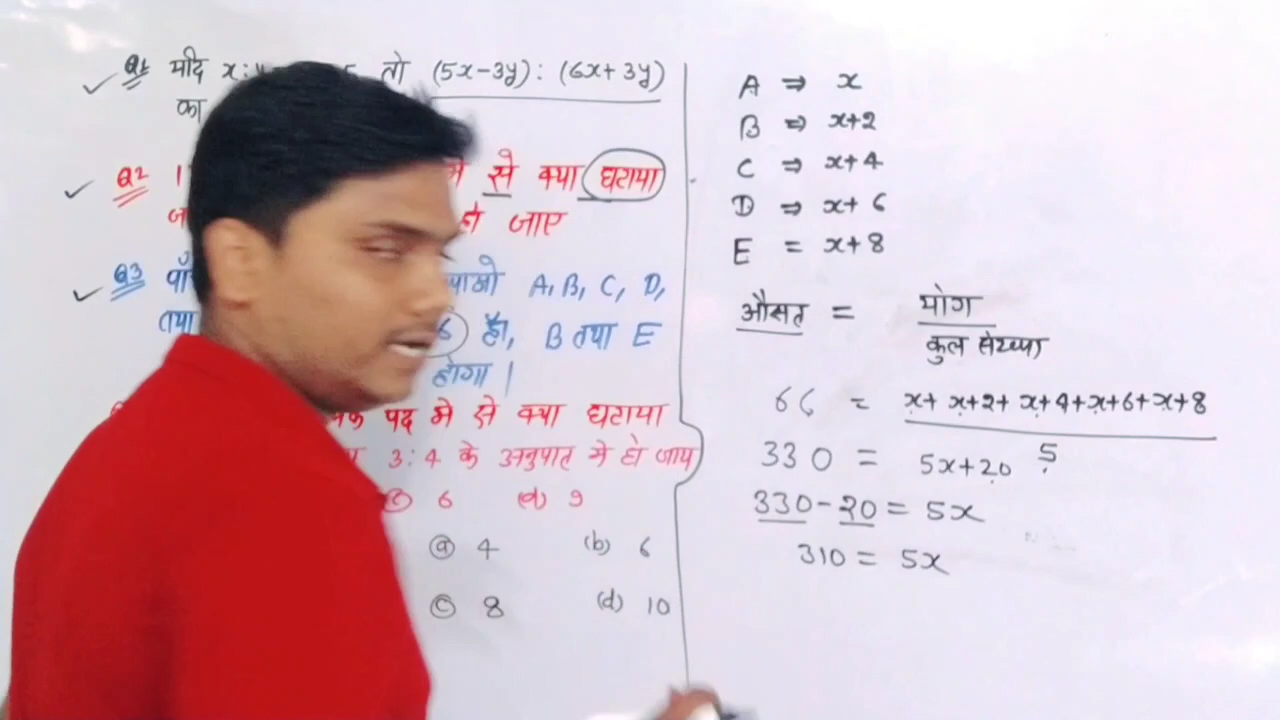 Q1 यदि x: तो (5x-3y) : (6x+3y)
का
Q2 1 से क्या घटाया
हो जाए
Q3 A, B, C, D,
तथा 6 हो, B तथा E
होगा |
पद मे से क्या घटाया
3:4 के अनुपात मे हो जाय
(c) 6 (d) 9
(a) 4 (b) 6
(c) 8 (d) 10
A ⇒ x
B ⇒ x+2
C ⇒ x+4
D ⇒ x+6
E = x+8
औसत = योग
कुल संख्या
66 = x+ x+2+ x+4+x+6+x+8
5
330 = 5x+20
330-20 = 5x
310 = 5x